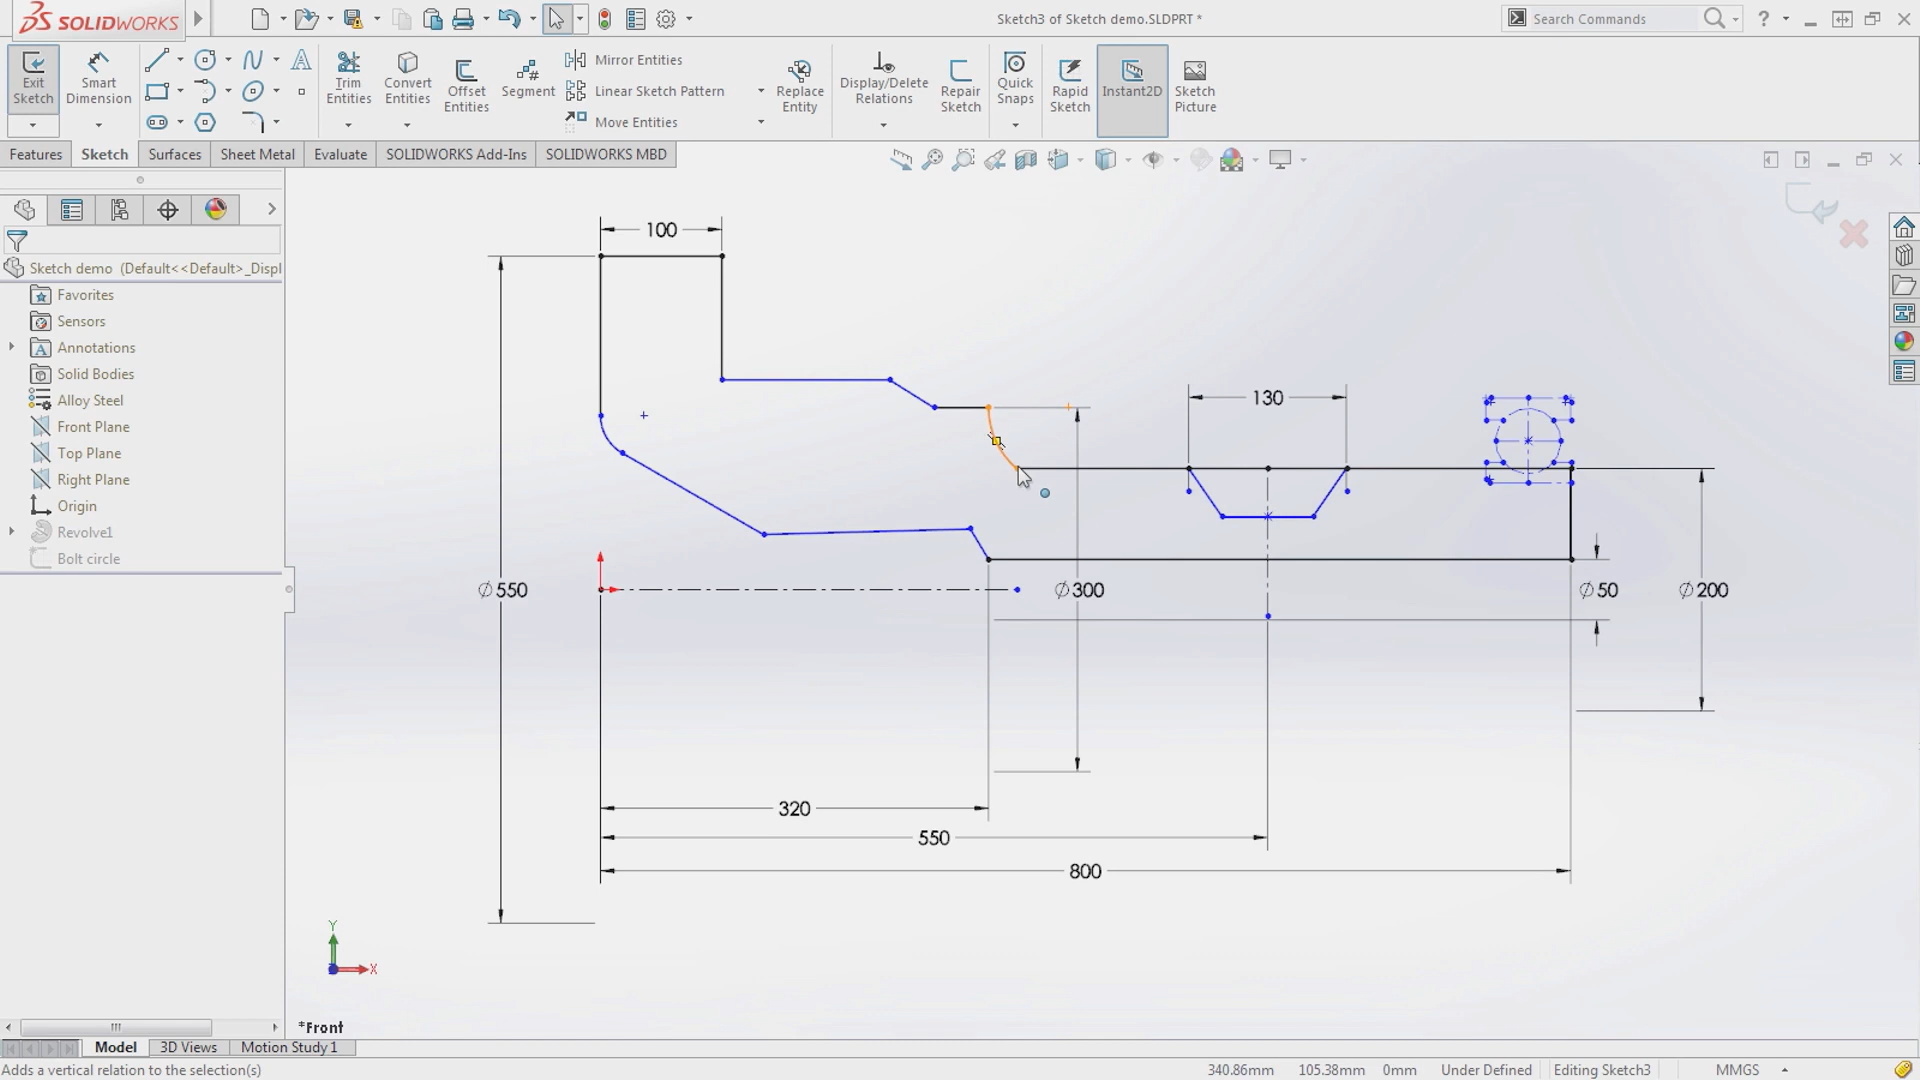 SOLIDWORKS
Sketch3 of Sketch demo.SLDPRT *
Search Commands
?
Exit Sketch
Smart Dimension
Trim Entities
Convert Entities
Offset Entities
Segment
Mirror Entities
Linear Sketch Pattern
Move Entities
Replace Entity
Display/Delete Relations
Repair Sketch
Quick Snaps
Rapid Sketch
Instant2D
Sketch Picture
Features
Sketch
Surfaces
Sheet Metal
Evaluate
SOLIDWORKS Add-Ins
SOLIDWORKS MBD
Sketch demo (Default<<Default>_Displ
Favorites
Sensors
Annotations
Solid Bodies
Alloy Steel
Front Plane
Top Plane
Right Plane
Origin
Revolve1
Bolt circle
100
130
∅550
∅300
∅50
∅200
320
550
800
Y
X
*Front
Model
3D Views
Motion Study 1
Adds a vertical relation to the selection(s)
340.86mm
105.38mm
0mm
Under Defined
Editing Sketch3
MMGS